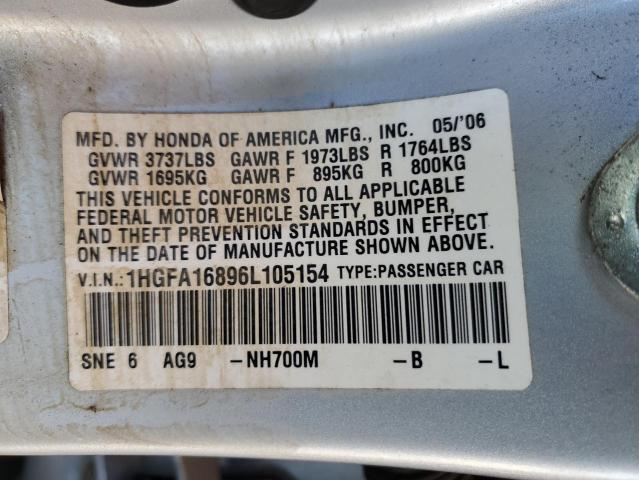 MFD. BY HONDA OF AMERICA MFG., INC. 05/'06
GVWR 3737LBS GAWR F 1973LBS R 1764LBS
GVWR 1695KG GAWR F 895KG R 800KG
THIS VEHICLE CONFORMS TO ALL APPLICABLE
FEDERAL MOTOR VEHICLE SAFETY, BUMPER,
AND THEFT PREVENTION STANDARDS IN EFFECT
ON THE DATE OF MANUFACTURE SHOWN ABOVE.
V.I.N.:1HGFA16896L105154 TYPE:PASSENGER CAR
SNE 6 AG9 -NH700M -B -L